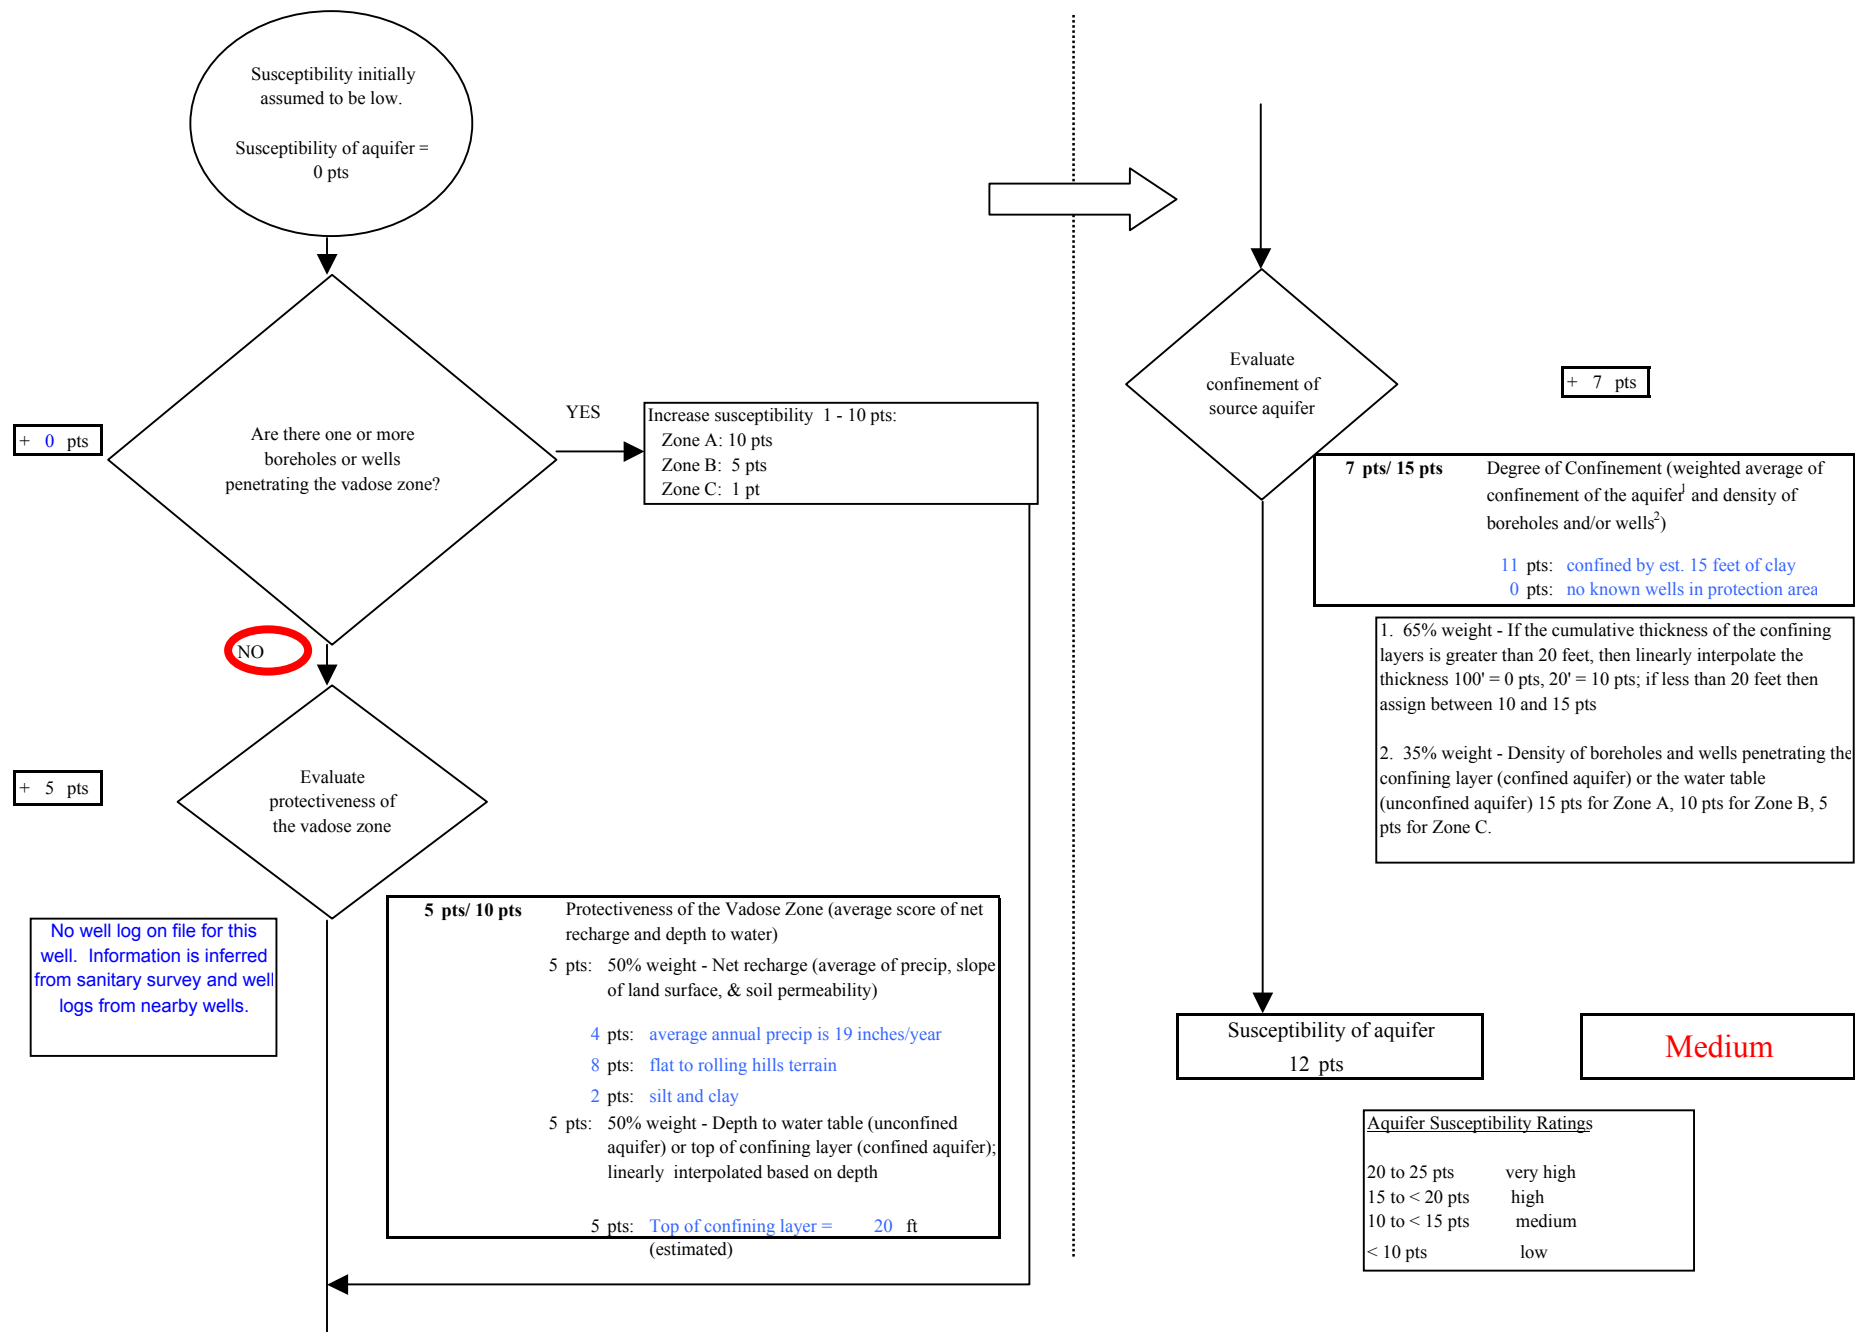 Susceptibility initially
assumed to be low.
Susceptibility of aquifer =
0 pts
+ 0 pts
Are there one or more
boreholes or wells
penetrating the vadose zone?
YES
Increase susceptibility 1 - 10 pts:
Zone A: 10 pts
Zone B: 5 pts
Zone C: 1 pt
NO
+ 5 pts
Evaluate
protectiveness of
the vadose zone
No well log on file for this
well. Information is inferred
from sanitary survey and well
logs from nearby wells.
5 pts/ 10 pts Protectiveness of the Vadose Zone (average score of net
recharge and depth to water)
5 pts: 50% weight - Net recharge (average of precip, slope
of land surface, & soil permeability)
4 pts: average annual precip is 19 inches/year
8 pts: flat to rolling hills terrain
2 pts: silt and clay
5 pts: 50% weight - Depth to water table (unconfined
aquifer) or top of confining layer (confined aquifer);
linearly interpolated based on depth
5 pts: Top of confining layer = 20 ft
(estimated)
Evaluate
confinement of
source aquifer
+ 7 pts
7 pts/ 15 pts Degree of Confinement (weighted average of
confinement of the aquifer1 and density of
boreholes and/or wells2)
11 pts: confined by est. 15 feet of clay
0 pts: no known wells in protection area
1. 65% weight - If the cumulative thickness of the confining
layers is greater than 20 feet, then linearly interpolate the
thickness 100' = 0 pts, 20' = 10 pts; if less than 20 feet then
assign between 10 and 15 pts
2. 35% weight - Density of boreholes and wells penetrating the
confining layer (confined aquifer) or the water table
(unconfined aquifer) 15 pts for Zone A, 10 pts for Zone B, 5
pts for Zone C.
Susceptibility of aquifer
12 pts
Medium
Aquifer Susceptibility Ratings
20 to 25 pts very high
15 to < 20 pts high
10 to < 15 pts medium
< 10 pts low